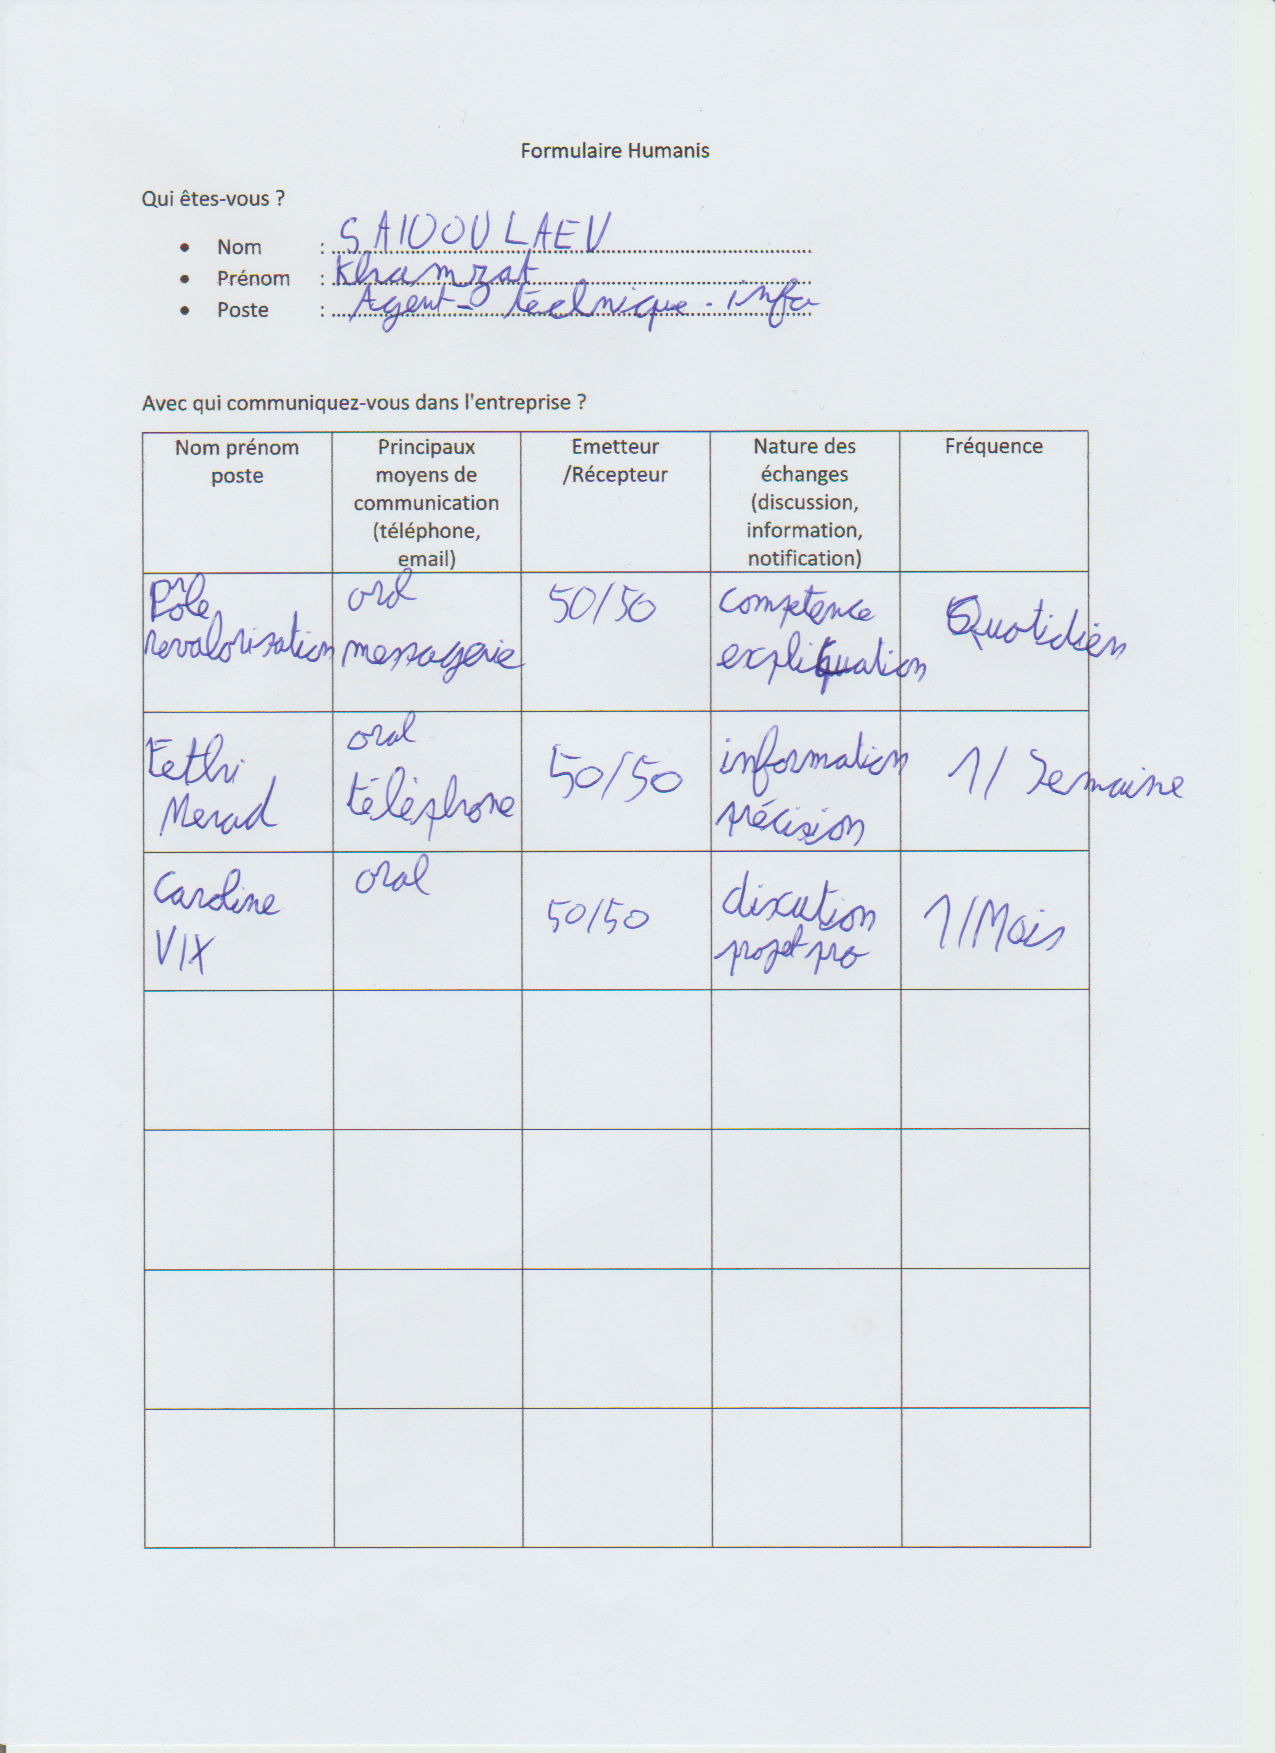 Formulaire Humanis
Qui êtes-vous ?
• Nom : SAIDOULAEV
• Prénom : Khamzat
• Poste : Agent technique - info
Avec qui communiquez-vous dans l'entreprise ?
Nom prénom
poste
Principaux
moyens de
communication
(téléphone,
email)
Emetteur
/Récepteur
Nature des
échanges
(discussion,
information,
notification)
Fréquence
Pôle
revalorisation
oral
messagerie
50/50
competence
expliquation
Quotidien
Fethi
Merad
oral
téléphone
50/50
information
précision
1/ Semaine
Caroline
VIX
oral
50/50
discution
projet pro
1/Mois